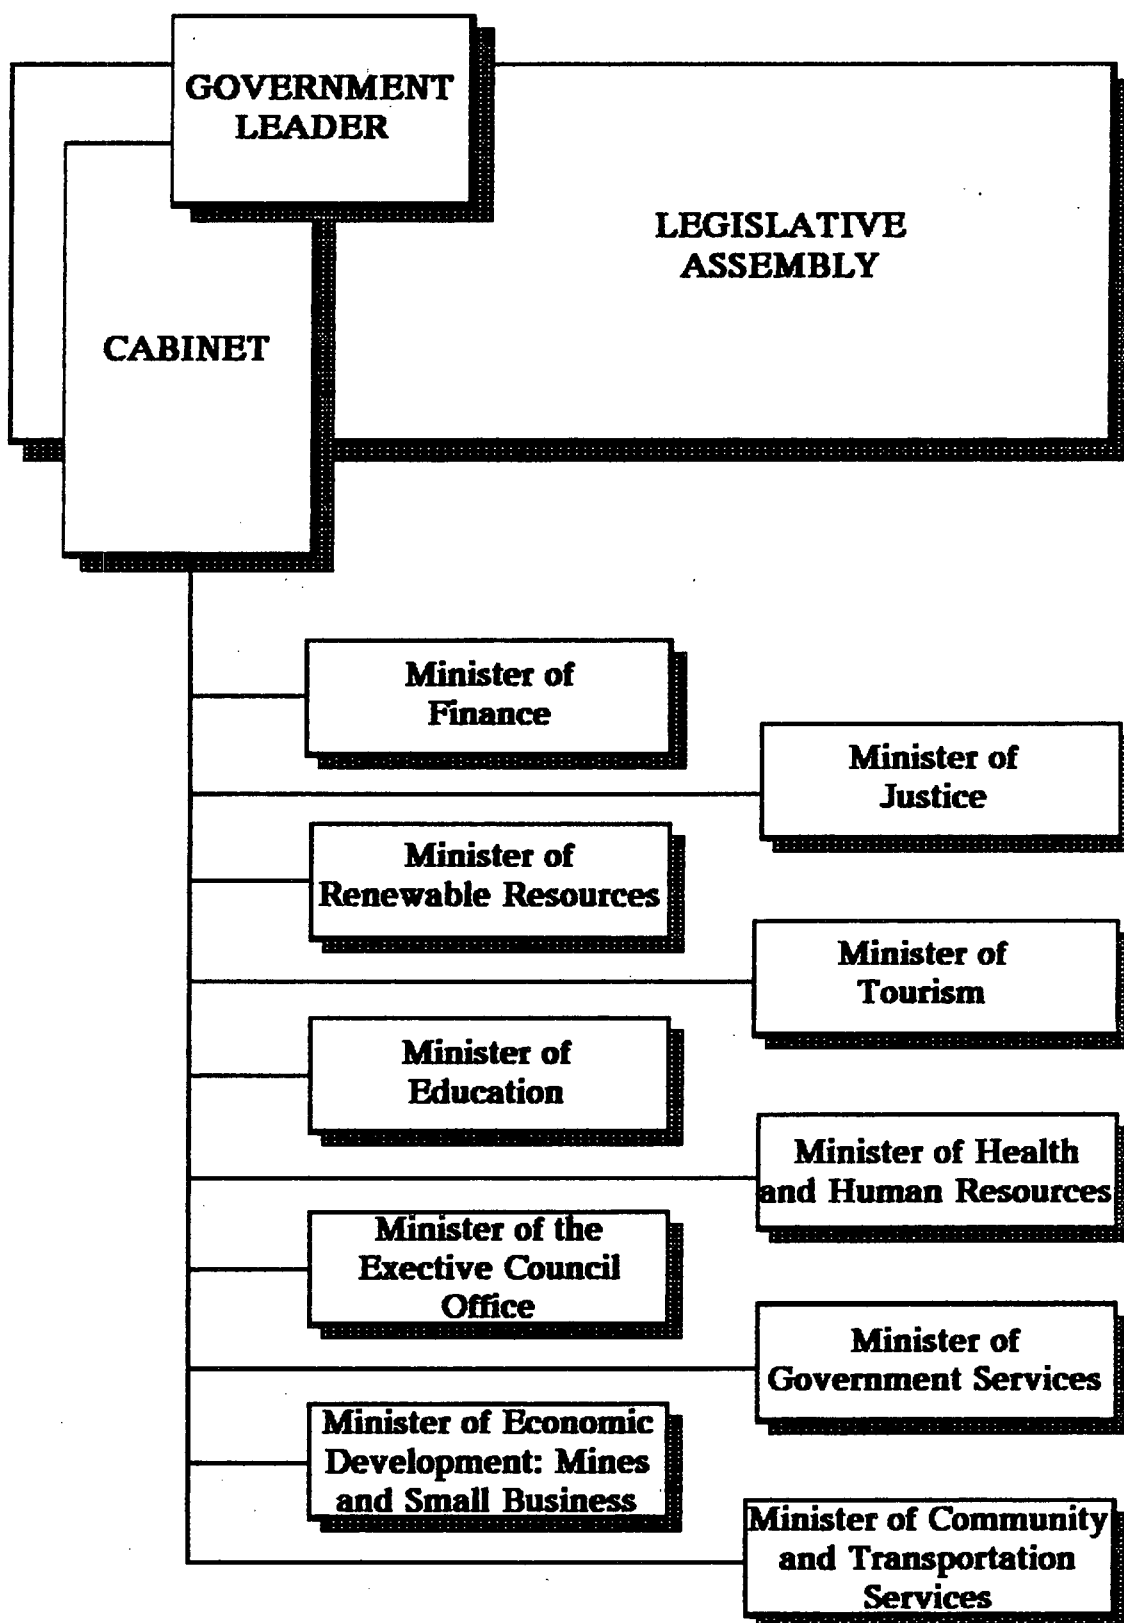 GOVERNMENT
LEADER
LEGISLATIVE
ASSEMBLY
CABINET
Minister of
Finance
Minister of
Justice
Minister of
Renewable Resources
Minister of
Tourism
Minister of
Education
Minister of Health
and Human Resources
Minister of the
Exective Council
Office
Minister of
Government Services
Minister of Economic
Development: Mines
and Small Business
Minister of Community
and Transportation
Services